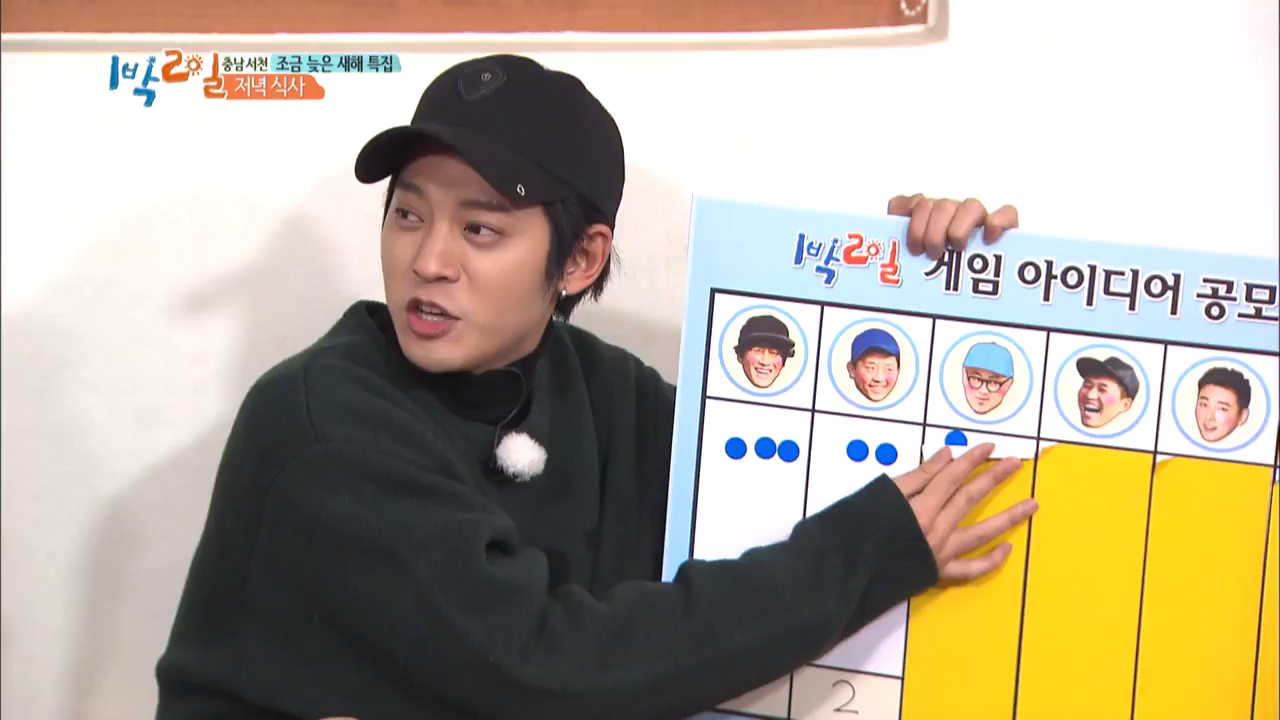 1박2일 충남 서천 조금 늦은 새해 특집
저녁 식사
1박2일 게임 아이디어 공모
2